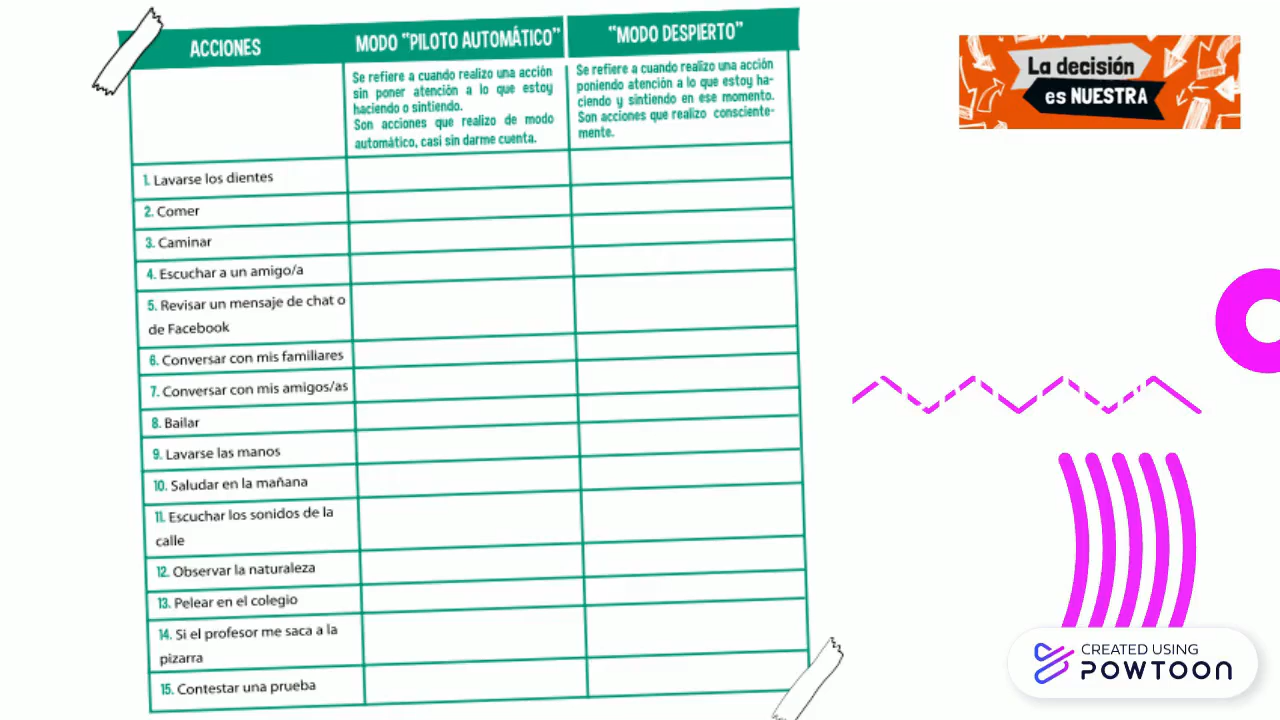 ACCIONES
MODO "PILOTO AUTOMÁTICO"
"MODO DESPIERTO"
Se refiere a cuando realizo una acción
sin poner atención a lo que estoy
haciendo o sintiendo.
Son acciones que realizo de modo
automático, casi sin darme cuenta.
Se refiere a cuando realizo una acción
poniendo atención a lo que estoy ha-
ciendo y sintiendo en ese momento.
Son acciones que realizo consciente-
mente.
1. Lavarse los dientes
2. Comer
3. Caminar
4. Escuchar a un amigo/a
5. Revisar un mensaje de chat o
de Facebook
6. Conversar con mis familiares
7. Conversar con mis amigos/as
8. Bailar
9. Lavarse las manos
10. Saludar en la mañana
11. Escuchar los sonidos de la
calle
12. Observar la naturaleza
13. Pelear en el colegio
14. Si el profesor me saca a la
pizarra
15. Contestar una prueba
La decisión
es NUESTRA
CREATED USING
POWTOON